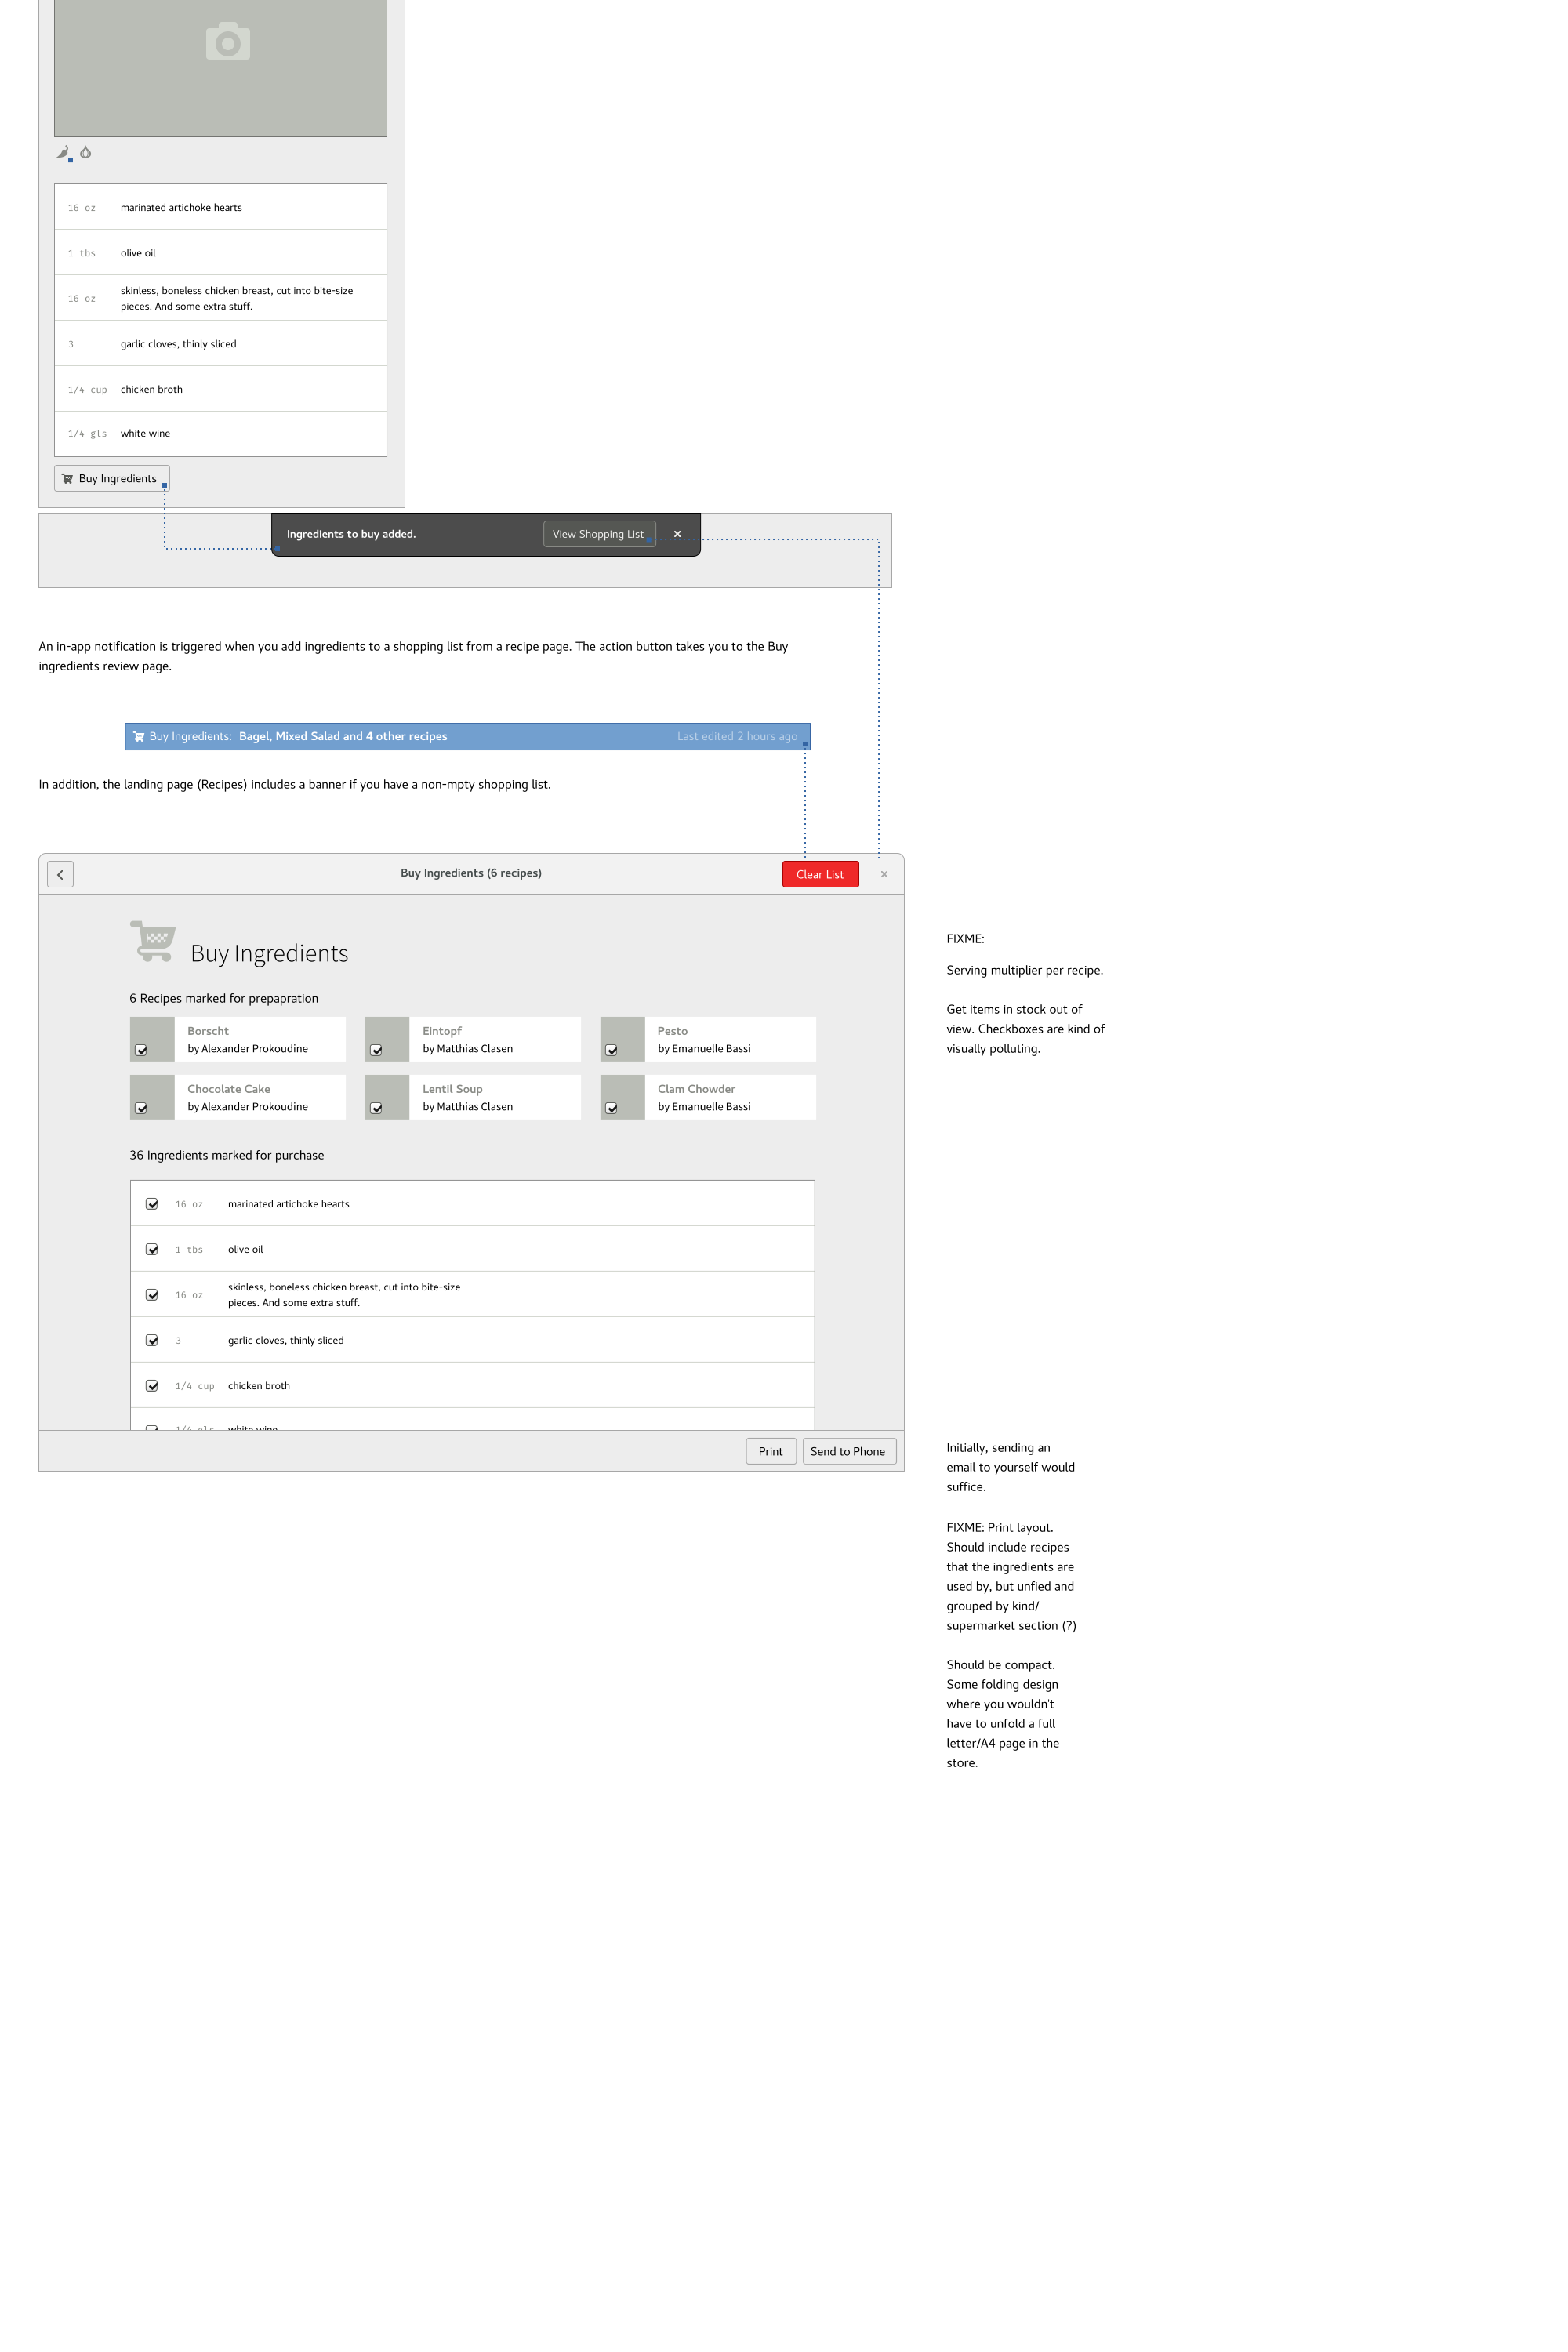 16 oz marinated artichoke hearts
1 tbs olive oil
16 oz skinless, boneless chicken breast, cut into bite-size
pieces. And some extra stuff.
3 garlic cloves, thinly sliced
1/4 cup chicken broth
1/4 gls white wine
Buy Ingredients
Ingredients to buy added. View Shopping List
An in-app notification is triggered when you add ingredients to a shopping list from a recipe page. The action button takes you to the Buy
ingredients review page.
Buy Ingredients: Bagel, Mixed Salad and 4 other recipes Last edited 2 hours ago
In addition, the landing page (Recipes) includes a banner if you have a non-mpty shopping list.
Buy Ingredients (6 recipes) Clear List
Buy Ingredients
6 Recipes marked for prepapration
Borscht
by Alexander Prokoudine
Eintopf
by Matthias Clasen
Pesto
by Emanuelle Bassi
Chocolate Cake
by Alexander Prokoudine
Lentil Soup
by Matthias Clasen
Clam Chowder
by Emanuelle Bassi
36 Ingredients marked for purchase
16 oz marinated artichoke hearts
1 tbs olive oil
16 oz skinless, boneless chicken breast, cut into bite-size
pieces. And some extra stuff.
3 garlic cloves, thinly sliced
1/4 cup chicken broth
1/4 gls white wine
Print Send to Phone
FIXME:
Serving multiplier per recipe.
Get items in stock out of
view. Checkboxes are kind of
visually polluting.
Initially, sending an
email to yourself would
suffice.
FIXME: Print layout.
Should include recipes
that the ingredients are
used by, but unfied and
grouped by kind/
supermarket section (?)
Should be compact.
Some folding design
where you wouldn't
have to unfold a full
letter/A4 page in the
store.